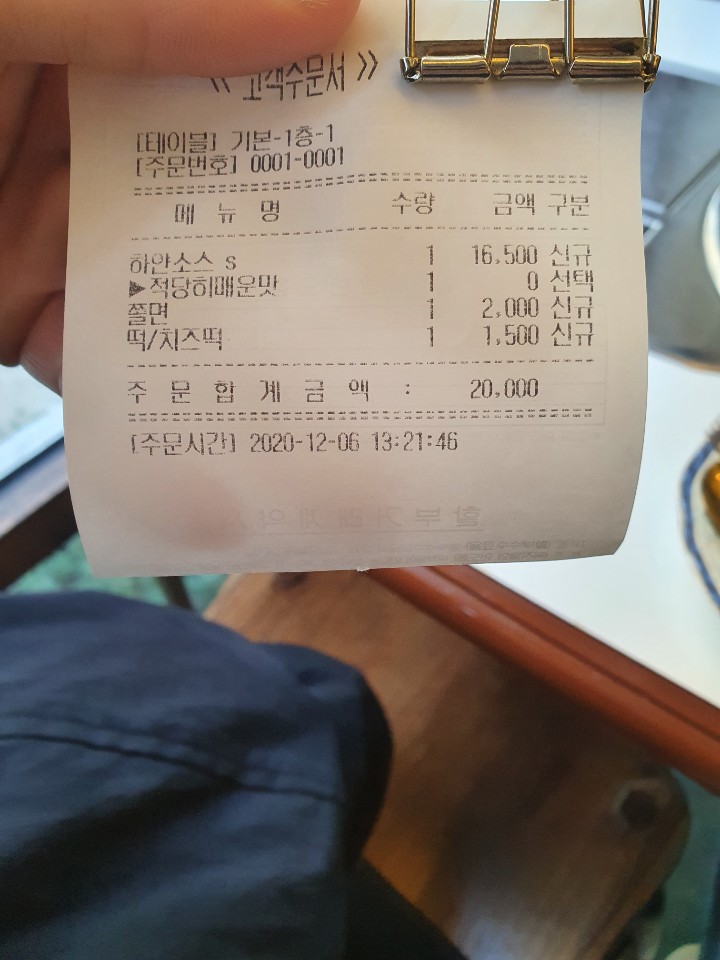 《 고객주문서 》
[테이블] 기본-1층-1
[주문번호] 0001-0001
메 뉴 명 수량 금액 구분
하얀소스 s 1 16,500 신규
▶적당히매운맛 1 0 선택
쫄면 1 2,000 신규
떡/치즈떡 1 1,500 신규
주 문 합 계 금 액 : 20,000
[주문시간] 2020-12-06 13:21:46